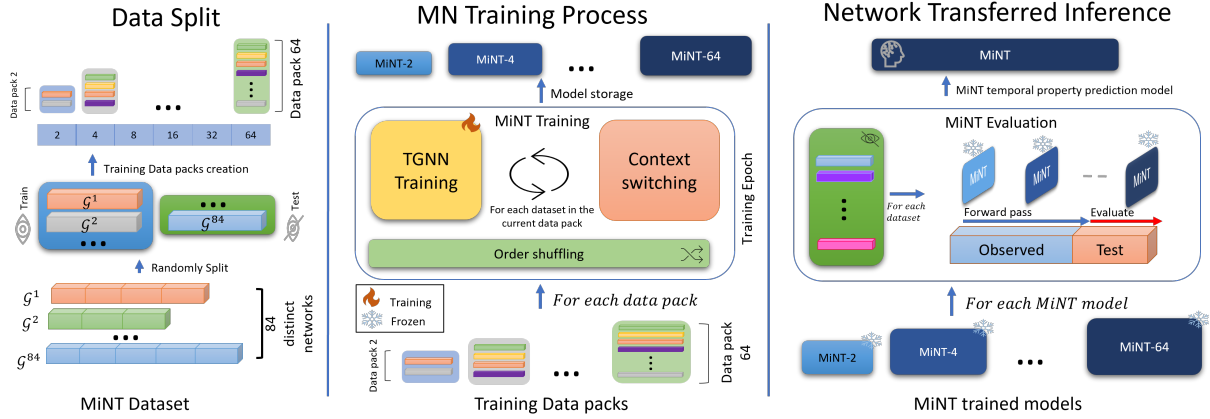 Data Split
Data pack 2
Data pack 64
2 4 8 16 32 64
Training Data packs creation
Train
𝒢¹
𝒢²
𝒢⁸⁴
Test
Randomly Split
𝒢¹
𝒢²
𝒢⁸⁴
84
distinct
networks
MiNT Dataset
MN Training Process
MiNT-2
MiNT-4
MiNT-64
Model storage
MiNT Training
TGNN
Training
Context
switching
For each dataset in the
current data pack
Order shuffling
Training Epoch
Training
Frozen
For each data pack
Data pack 2
Data pack
64
Training Data packs
Network Transferred Inference
MiNT
MiNT temporal property prediction model
MiNT Evaluation
For each
dataset
MiNT
MiNT
MiNT
Forward pass
Evaluate
Observed
Test
For each MiNT model
MiNT-2
MiNT-4
MiNT-64
MiNT trained models